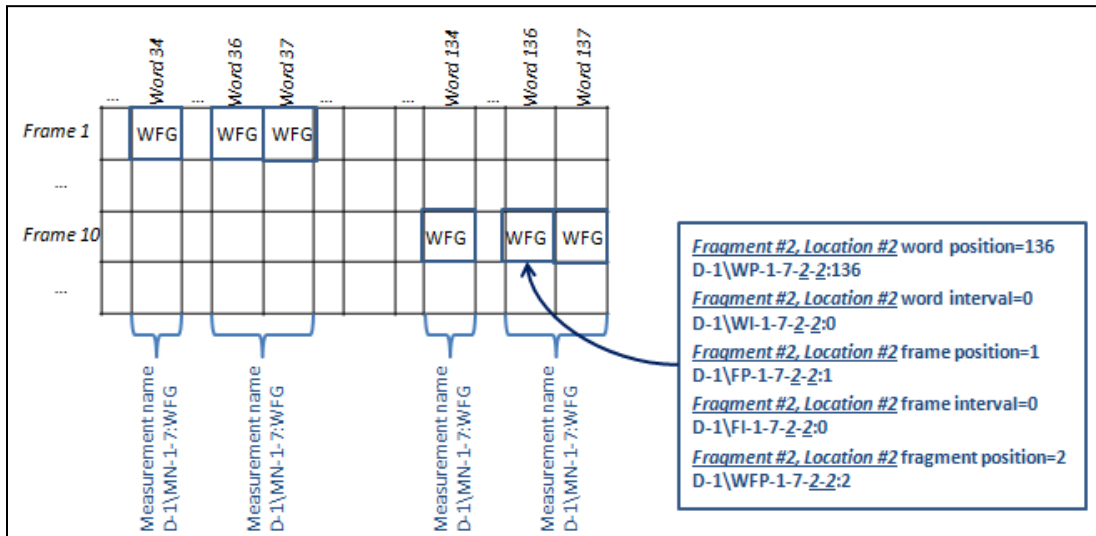 ... Word 34 ... Word 36 Word 37 ... ... Word 134 ... Word 136 Word 137
Frame 1 WFG WFG WFG
...
Frame 10 WFG WFG WFG
...
Measurement name
D-1\MN-1-7:WFG
Measurement name
D-1\MN-1-7:WFG
Measurement name
D-1\MN-1-7:WFG
Measurement name
D-1\MN-1-7:WFG
Fragment #2, Location #2 word position=136
D-1\WP-1-7-2-2:136
Fragment #2, Location #2 word interval=0
D-1\WI-1-7-2-2:0
Fragment #2, Location #2 frame position=1
D-1\FP-1-7-2-2:1
Fragment #2, Location #2 frame interval=0
D-1\FI-1-7-2-2:0
Fragment #2, Location #2 fragment position=2
D-1\WFP-1-7-2-2:2